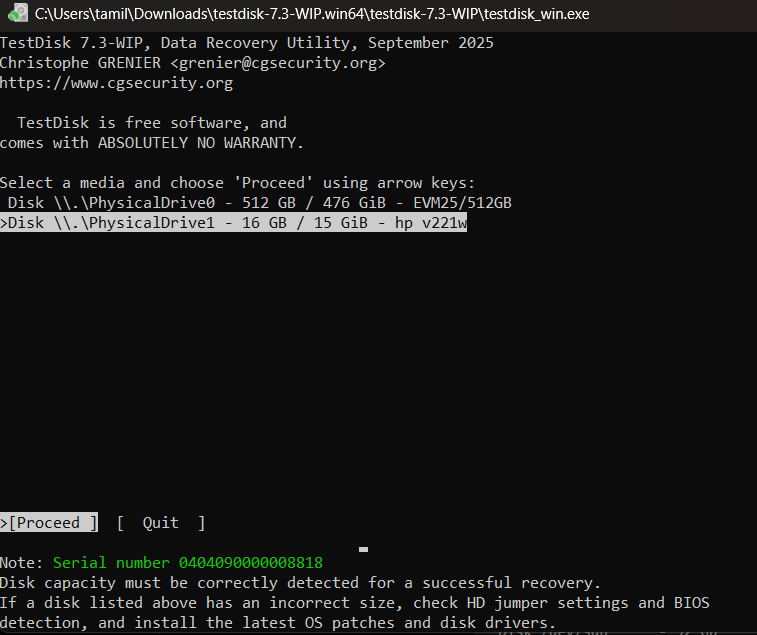 C:\Users\tamil\Downloads\testdisk-7.3-WIP.win64\testdisk-7.3-WIP\testdisk_win.exe
TestDisk 7.3-WIP, Data Recovery Utility, September 2025
Christophe GRENIER <grenier@cgsecurity.org>
https://www.cgsecurity.org
TestDisk is free software, and
comes with ABSOLUTELY NO WARRANTY.
Select a media and choose 'Proceed' using arrow keys:
Disk \\.\PhysicalDrive0 - 512 GB / 476 GiB - EVM25/512GB
>Disk \\.\PhysicalDrive1 - 16 GB / 15 GiB - hp v221w
>[Proceed ]  [  Quit  ]
Note: Serial number 0404090000008818
Disk capacity must be correctly detected for a successful recovery.
If a disk listed above has an incorrect size, check HD jumper settings and BIOS
detection, and install the latest OS patches and disk drivers.